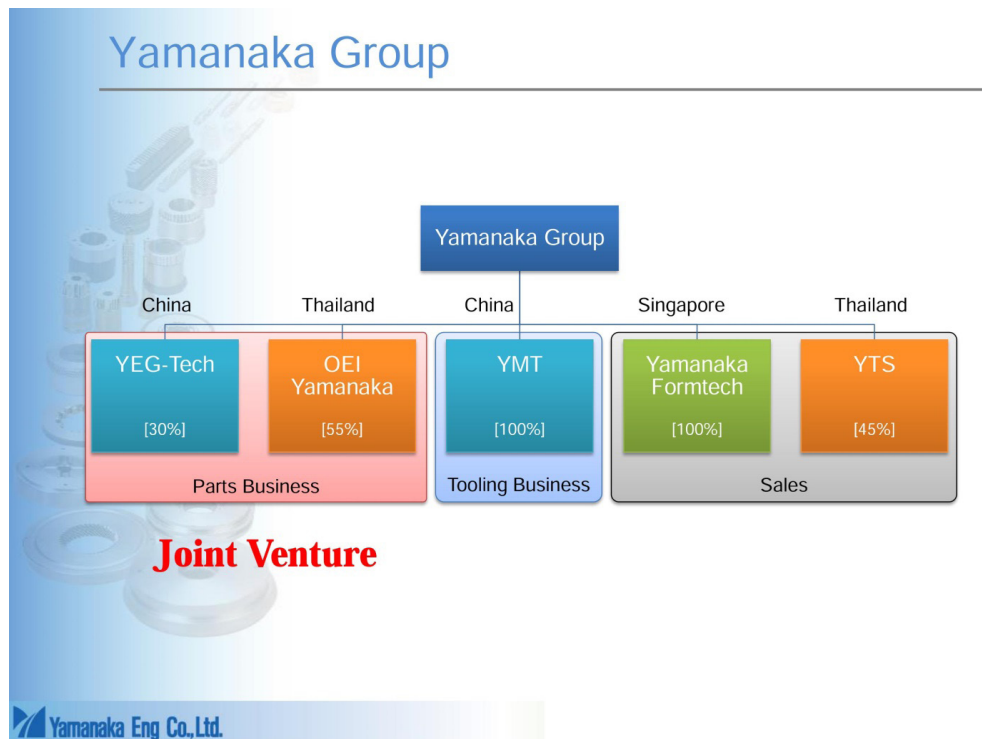 Yamanaka Group
Yamanaka Group
China
Thailand
China
Singapore
Thailand
YEG-Tech
[30%]
OEI
Yamanaka
[55%]
YMT
[100%]
Yamanaka
Formtech
[100%]
YTS
[45%]
Parts Business
Tooling Business
Sales
Joint Venture
Yamanaka Eng Co.,Ltd.